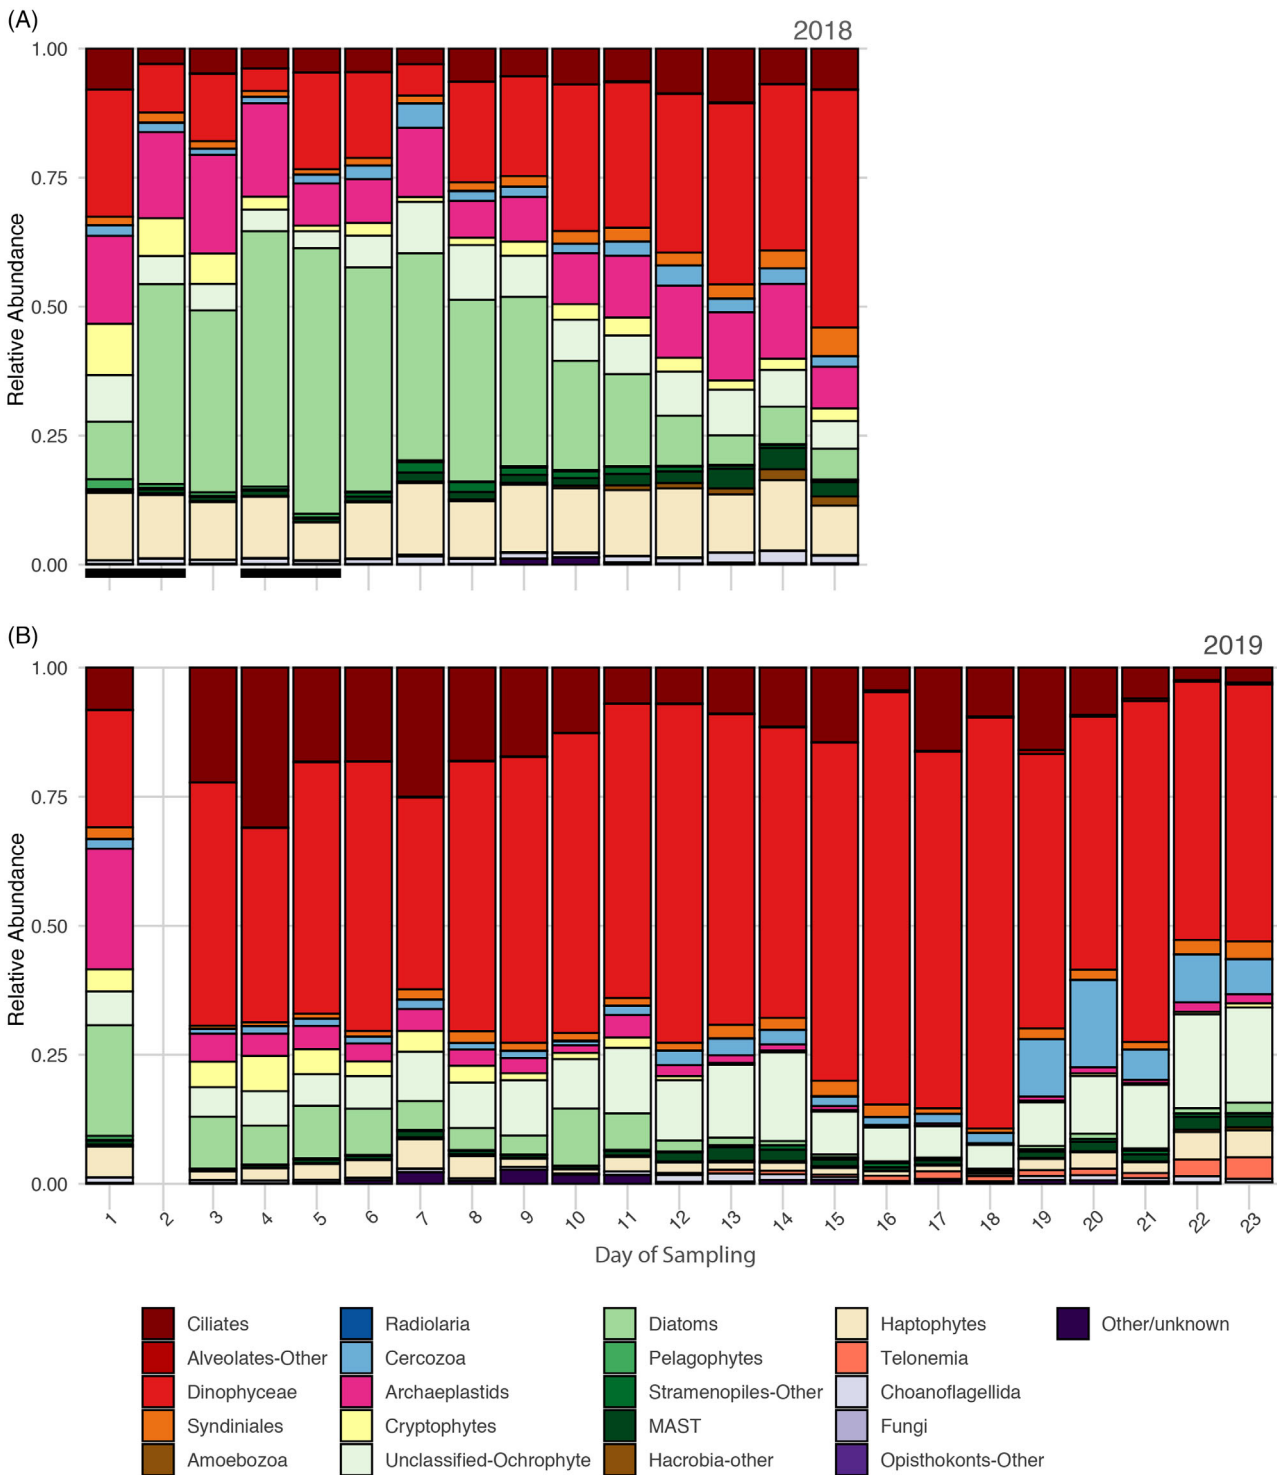 (A)
2018
1.00
0.75
0.50
0.25
0.00
Relative Abundance
(B)
2019
1.00
0.75
0.50
0.25
0.00
Relative Abundance
1 2 3 4 5 6 7 8 9 10 11 12 13 14 15 16 17 18 19 20 21 22 23
Day of Sampling
Ciliates Radiolaria Diatoms Haptophytes Other/unknown
Alveolates-Other Cercozoa Pelagophytes Telonemia
Dinophyceae Archaeplastids Stramenopiles-Other Choanoflagellida
Syndiniales Cryptophytes MAST Fungi
Amoebozoa Unclassified-Ochrophyte Hacrobia-other Opisthokonts-Other